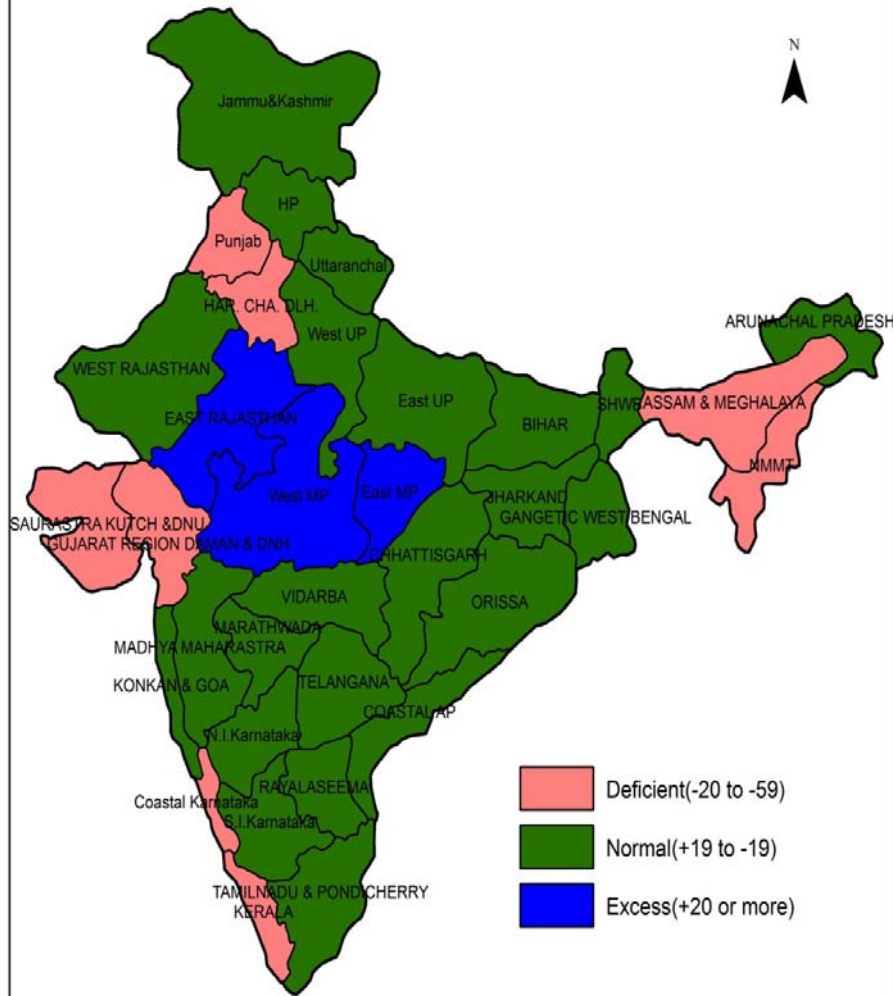 N
Jammu&Kashmir
HP
Punjab
Uttaranchal
HAR. CHA. DLH.
West UP
ARUNACHAL PRADESH
WEST RAJASTHAN
East UP
SHWB
ASSAM & MEGHALAYA
EAST RAJASTHAN
BIHAR
NMMT
West MP
East MP
JHARKAND
GANGETIC WEST BENGAL
SAURASTRA KUTCH &DNU
GUJARAT REGION DAMAN & DNH
CHHATTISGARH
VIDARBA
ORISSA
MARATHWADA
MADHYA MAHARASTRA
KONKAN & GOA
TELANGANA
COASTAL AP
N.I.Karnataka
RAYALASEEMA
Coastal Karnataka
S.I.Karnataka
TAMILNADU & PONDICHERRY
KERALA
Deficient(-20 to -59)
Normal(+19 to -19)
Excess(+20 or more)